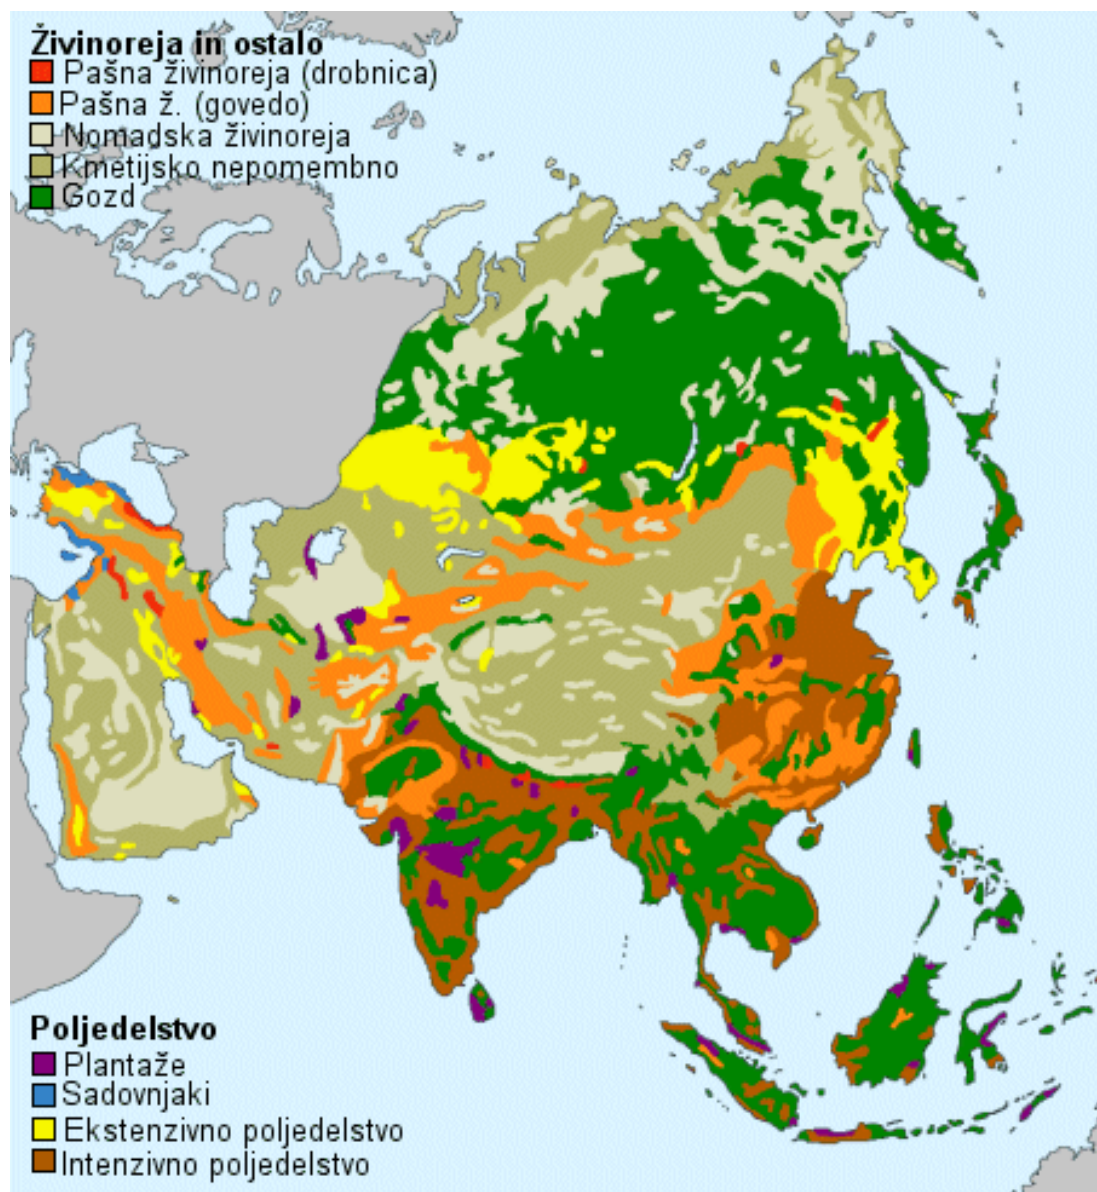 Živinoreja in ostalo
Pašna živinoreja (drobnica)
Pašna ž. (govedo)
Nomadska živinoreja
Kmetijsko nepomembno
Gozd
Poljedelstvo
Plantaže
Sadovnjaki
Ekstenzivno poljedelstvo
Intenzivno poljedelstvo